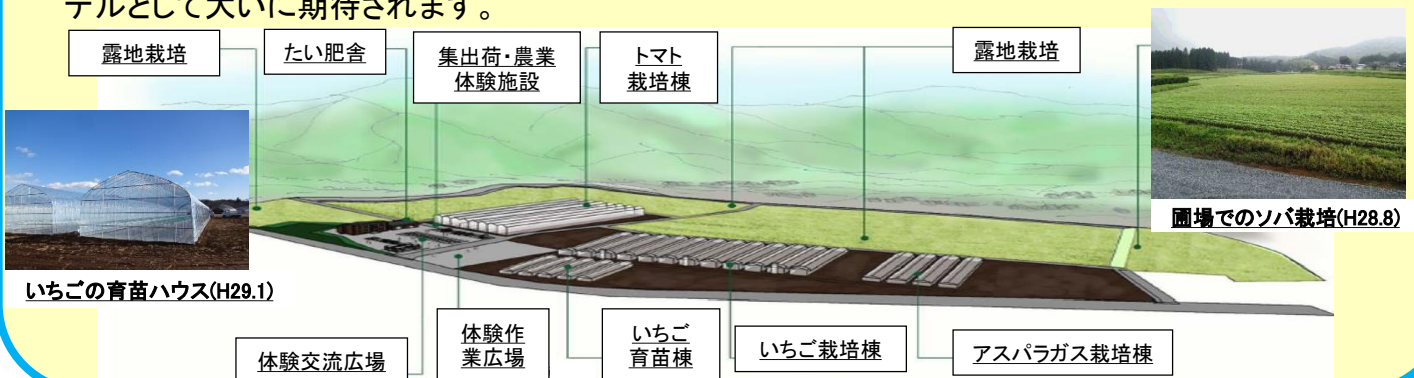 デルとして大いに期待されます。
露地栽培
たい肥舎
集出荷・農業
体験施設
トマト
栽培棟
露地栽培
圃場でのソバ栽培(H28.8)
いちごの育苗ハウス(H29.1)
体験交流広場
体験作
業広場
いちご
育苗棟
いちご栽培棟
アスパラガス栽培棟